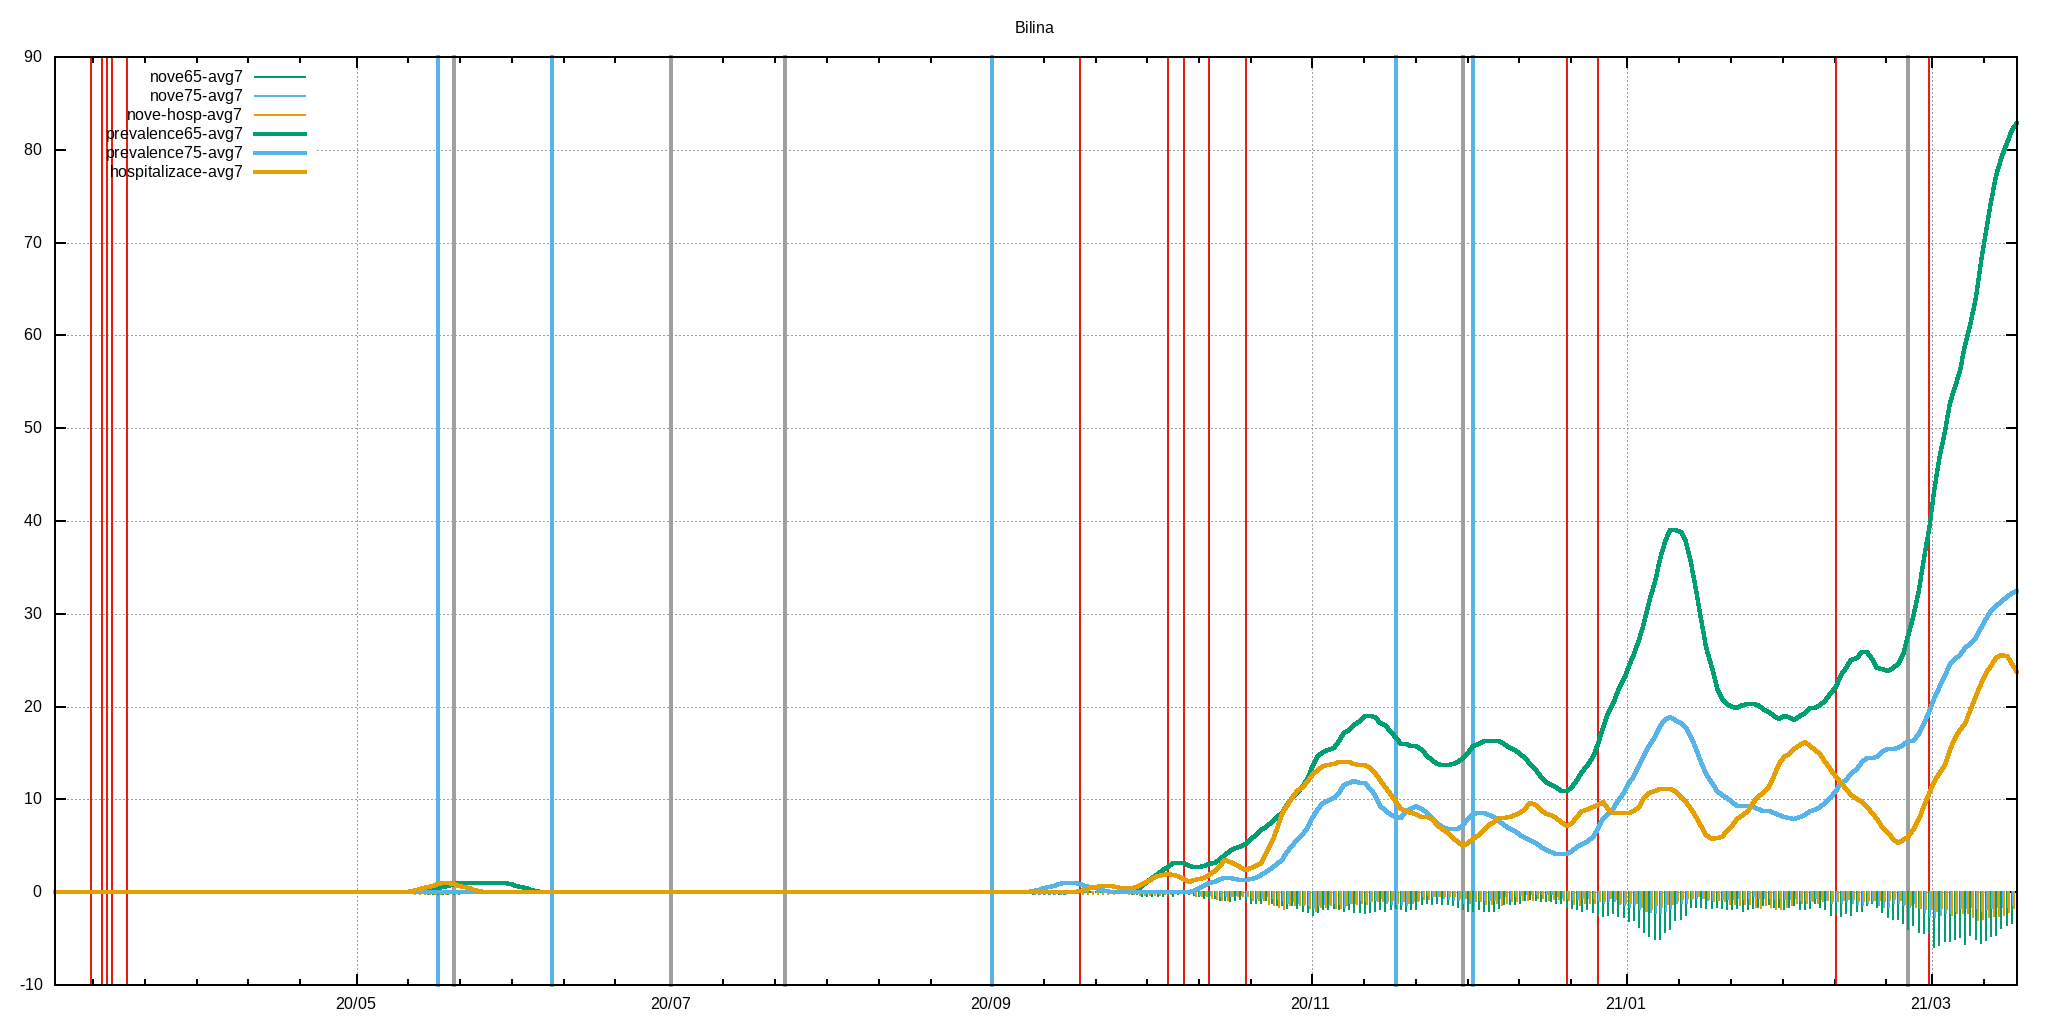 Bilina
90
nove65-avg7
nove75-avg7
nove-hosp-avg7
prevalence65-avg7
prevalence75-avg7
hospitalizace-avg7
80
70
60
50
40
30
20
10
0
-10
20/05 20/07 20/09 20/11 21/01 21/03